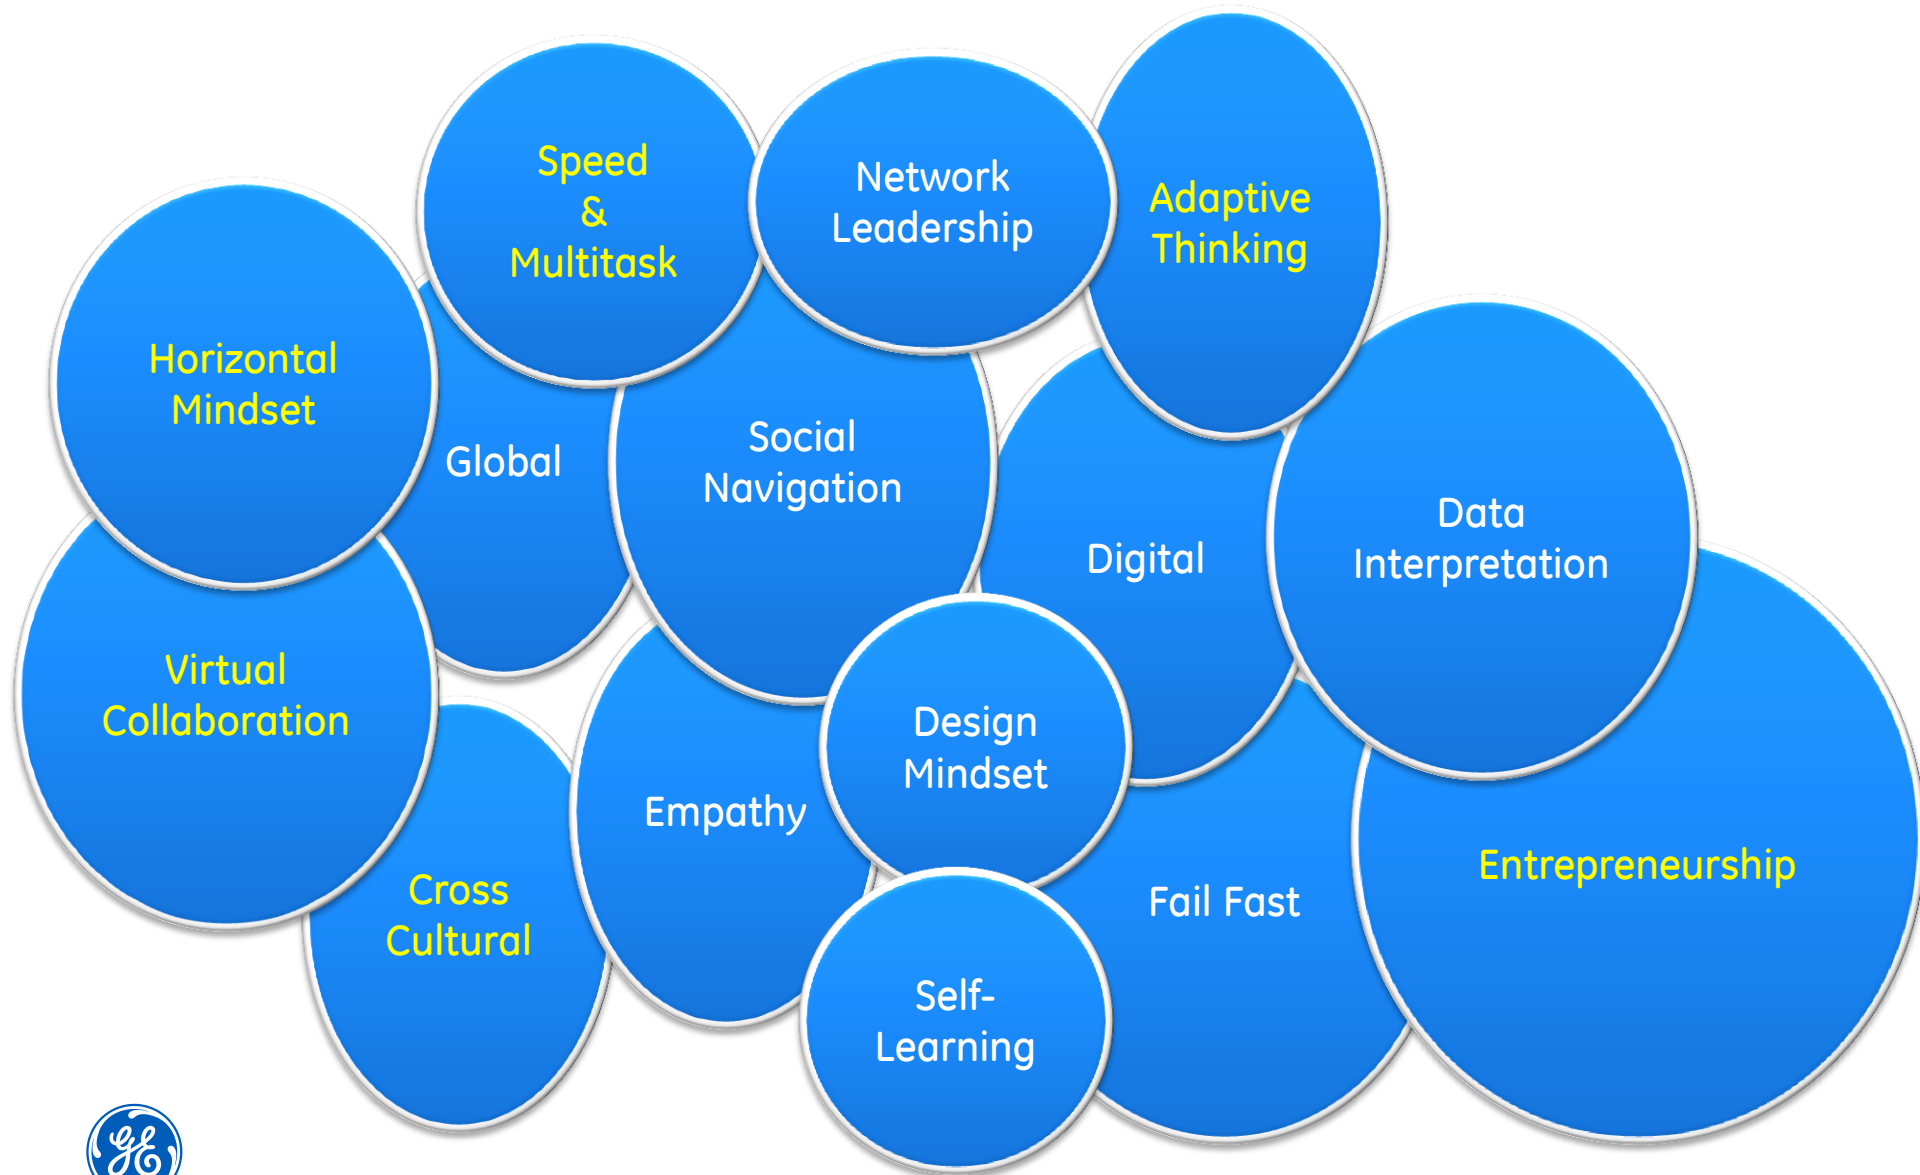 Speed
&
Multitask
Network
Leadership
Adaptive
Thinking
Horizontal
Mindset
Global
Social
Navigation
Digital
Data
Interpretation
Virtual
Collaboration
Design
Mindset
Empathy
Cross
Cultural
Fail Fast
Entrepreneurship
Self-
Learning
GE